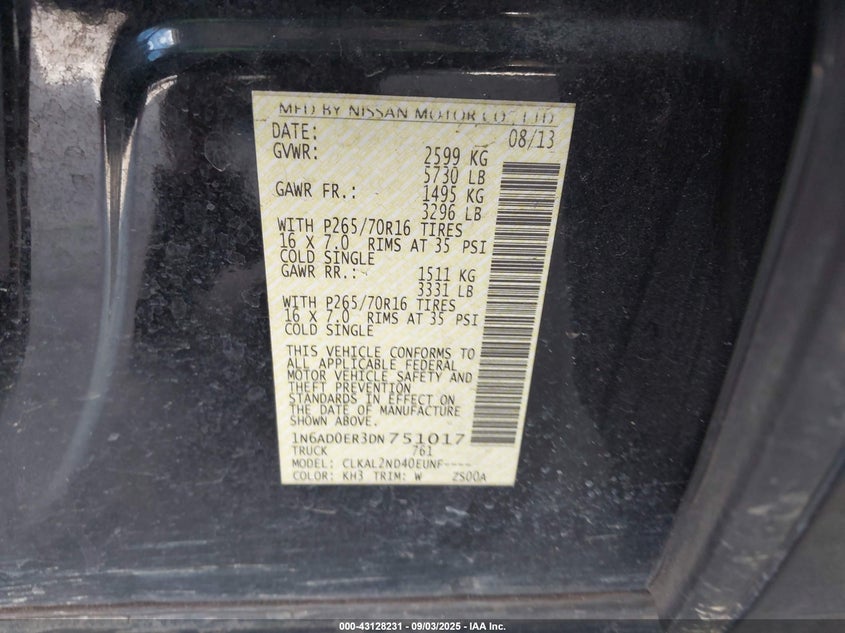 MFD BY NISSAN MOTOR CO., LTD.
DATE: 08/13
GVWR: 2599 KG
5730 LB
GAWR FR.: 1495 KG
3296 LB
WITH P265/70R16 TIRES
16 X 7.0 RIMS AT 35 PSI
COLD SINGLE
GAWR RR.: 1511 KG
3331 LB
WITH P265/70R16 TIRES
16 X 7.0 RIMS AT 35 PSI
COLD SINGLE
THIS VEHICLE CONFORMS TO
ALL APPLICABLE FEDERAL
MOTOR VEHICLE SAFETY AND
THEFT PREVENTION
STANDARDS IN EFFECT ON
THE DATE OF MANUFACTURE
SHOWN ABOVE.
1N6AD0ER3DN751017
TRUCK 761
MODEL: CLKAL2ND40EUNF----
COLOR: KH3 TRIM: W ZS00A
000-43128231 - 09/03/2025 - IAA Inc.